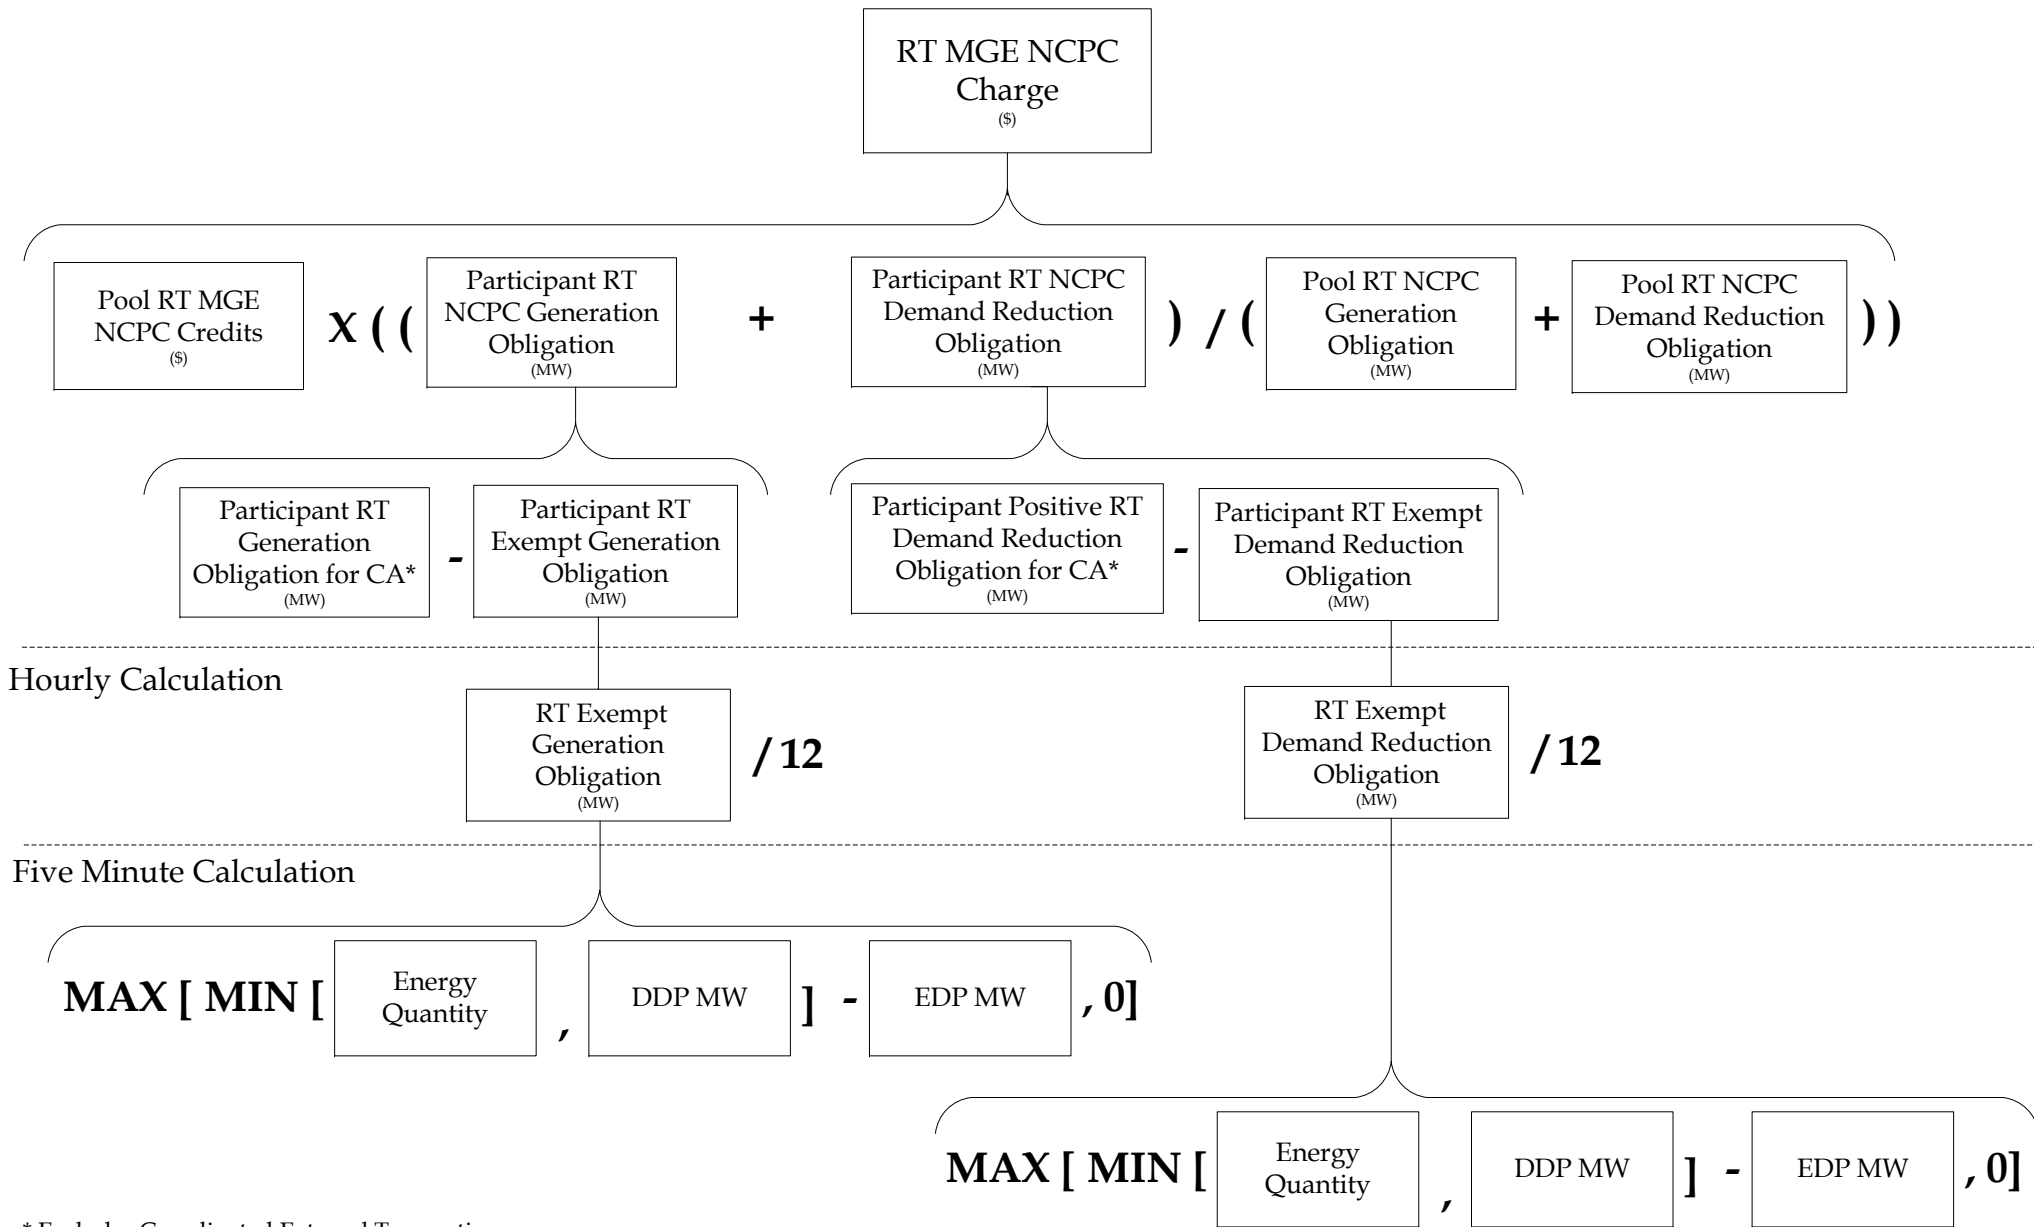 RT MGE NCPC
Charge
($)
Pool RT MGE
NCPC Credits
($)
X ( (
Participant RT
NCPC Generation
Obligation
(MW)
+
Participant RT NCPC
Demand Reduction
Obligation
(MW)
) / (
Pool RT NCPC
Generation
Obligation
(MW)
+
Pool RT NCPC
Demand Reduction
Obligation
(MW)
) )
Participant RT
Generation
Obligation for CA*
(MW)
-
Participant RT
Exempt Generation
Obligation
(MW)
Participant Positive RT
Demand Reduction
Obligation for CA*
(MW)
-
Participant RT Exempt
Demand Reduction
Obligation
(MW)
Hourly Calculation
RT Exempt
Generation
Obligation
(MW)
/ 12
RT Exempt
Demand Reduction
Obligation
(MW)
/ 12
Five Minute Calculation
MAX [ MIN [
Energy
Quantity
,
DDP MW
] -
EDP MW
, 0]
MAX [ MIN [
Energy
Quantity
,
DDP MW
] -
EDP MW
, 0]